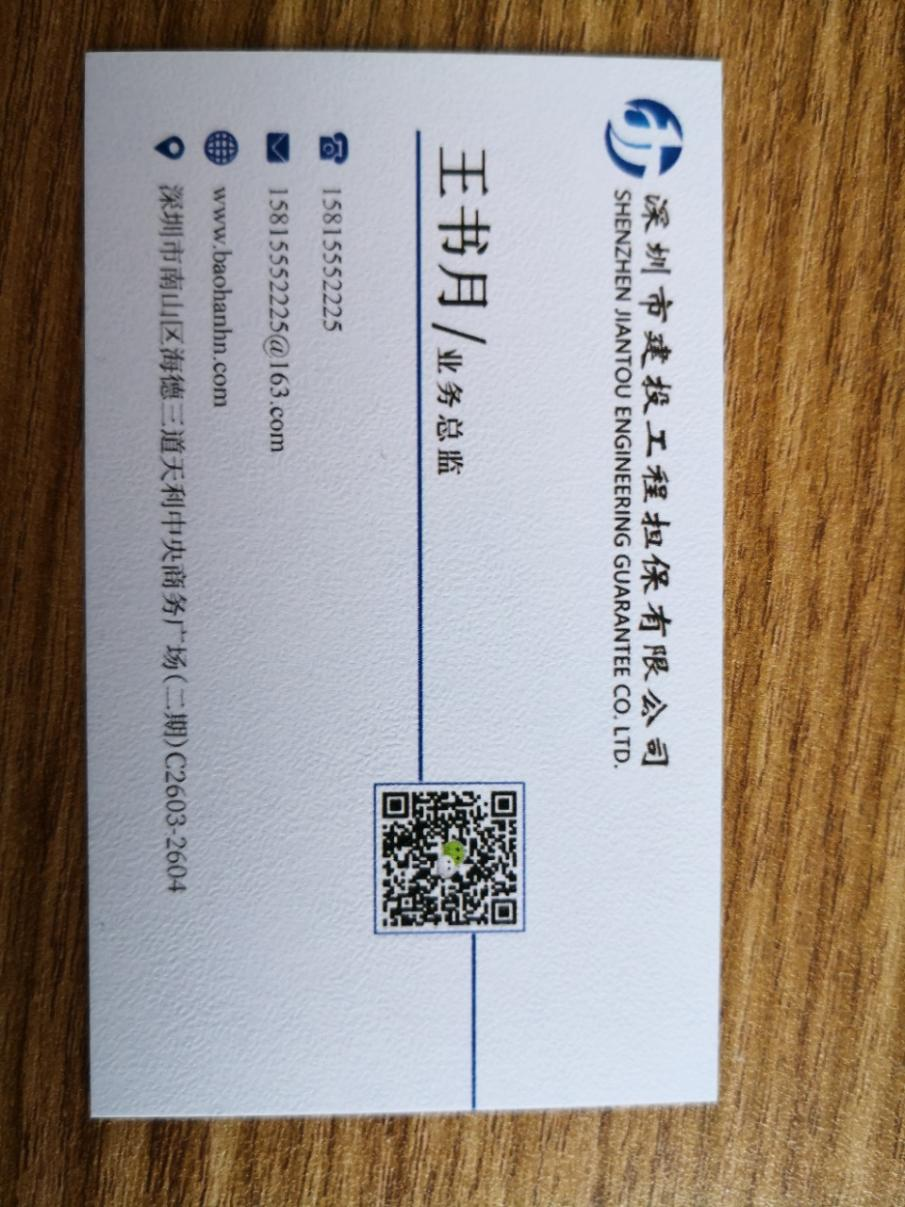 深圳市建投工程担保有限公司
SHENZHEN JIANTOU ENGINEERING GUARANTEE CO. LTD.
王书月/业务总监
15815552225
15815552225@163.com
www.baohanhn.com
深圳市南山区海德三道天利中央商务广场(二期)C2603-2604